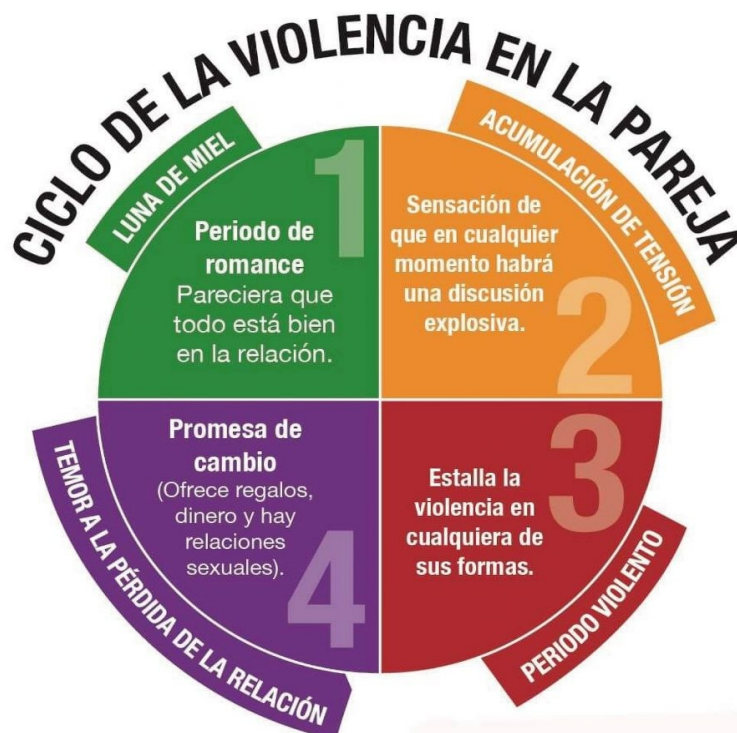 CICLO DE LA VIOLENCIA EN LA PAREJA
LUNA DE MIEL
1
Periodo de
romance
Pareciera que
todo está bien
en la relación.
ACUMULACIÓN DE TENSIÓN
Sensación de
que en cualquier
momento habrá
una discusión
explosiva.
2
3
Estalla la
violencia en
cualquiera de
sus formas.
PERIODO VIOLENTO
Promesa de
cambio
(Ofrece regalos,
dinero y hay
relaciones
sexuales).
4
TEMOR A LA PÉRDIDA DE LA RELACIÓN